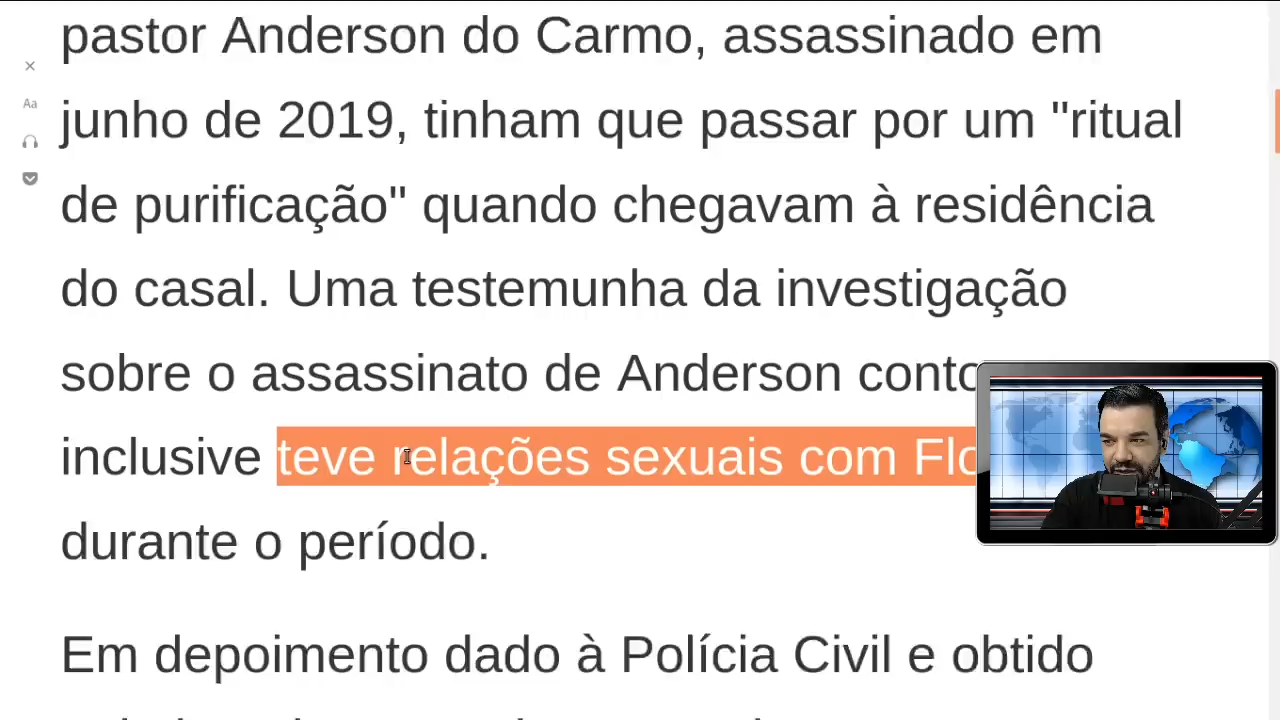 pastor Anderson do Carmo, assassinado em
junho de 2019, tinham que passar por um "ritual
de purificação" quando chegavam à residência
do casal. Uma testemunha da investigação
sobre o assassinato de Anderson
inclusive teve relações sexuais com
durante o período.
Em depoimento dado à Polícia Civil e obtido
Aa